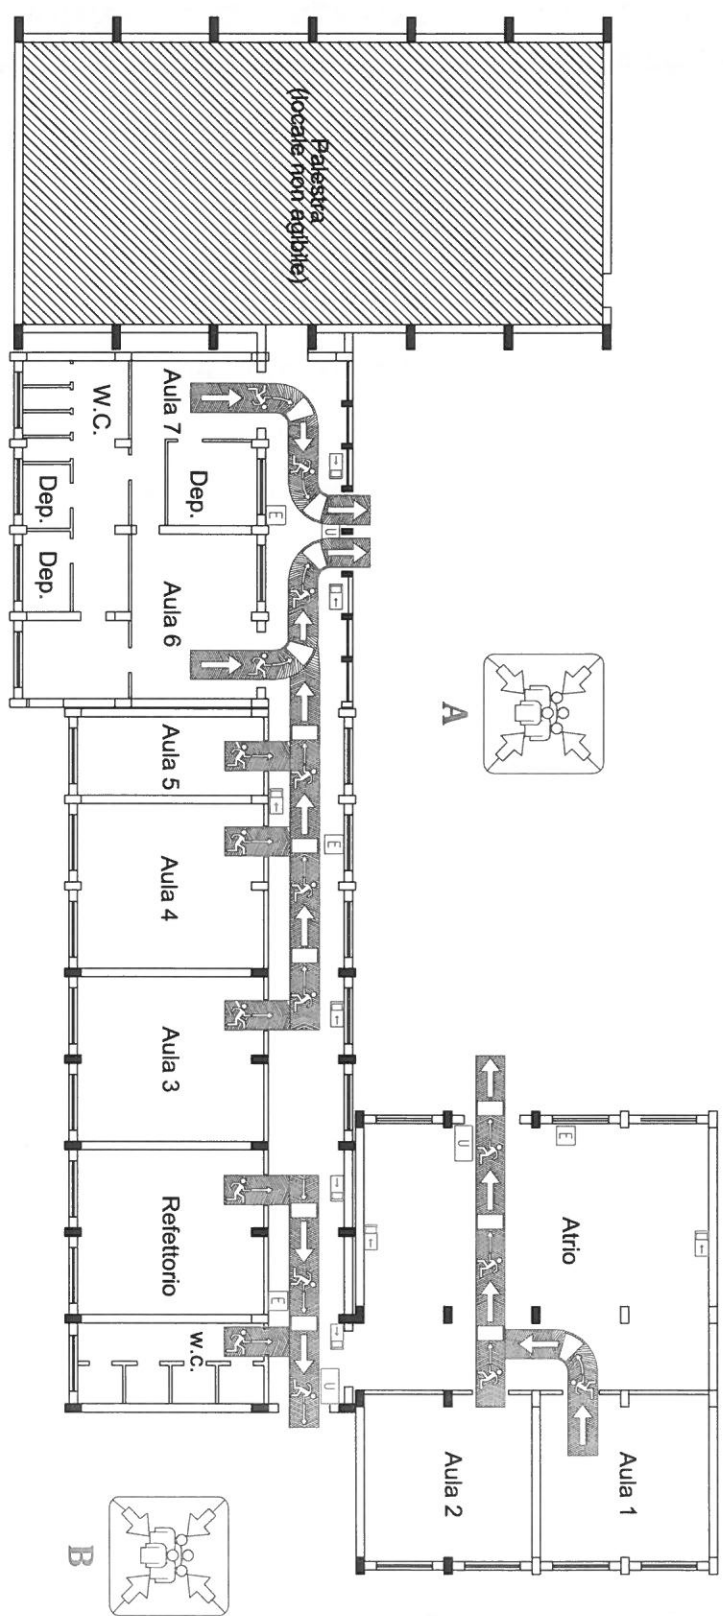 Palestra
(locale non agibile)
Aula 7
W.C.
Dep.
Dep.
Dep.
E
U
Aula 6
A
Aula 5
Aula 4
E
Aula 3
Refettorio
E
w.c.
U
E
U
Atrio
Aula 1
Aula 2
B